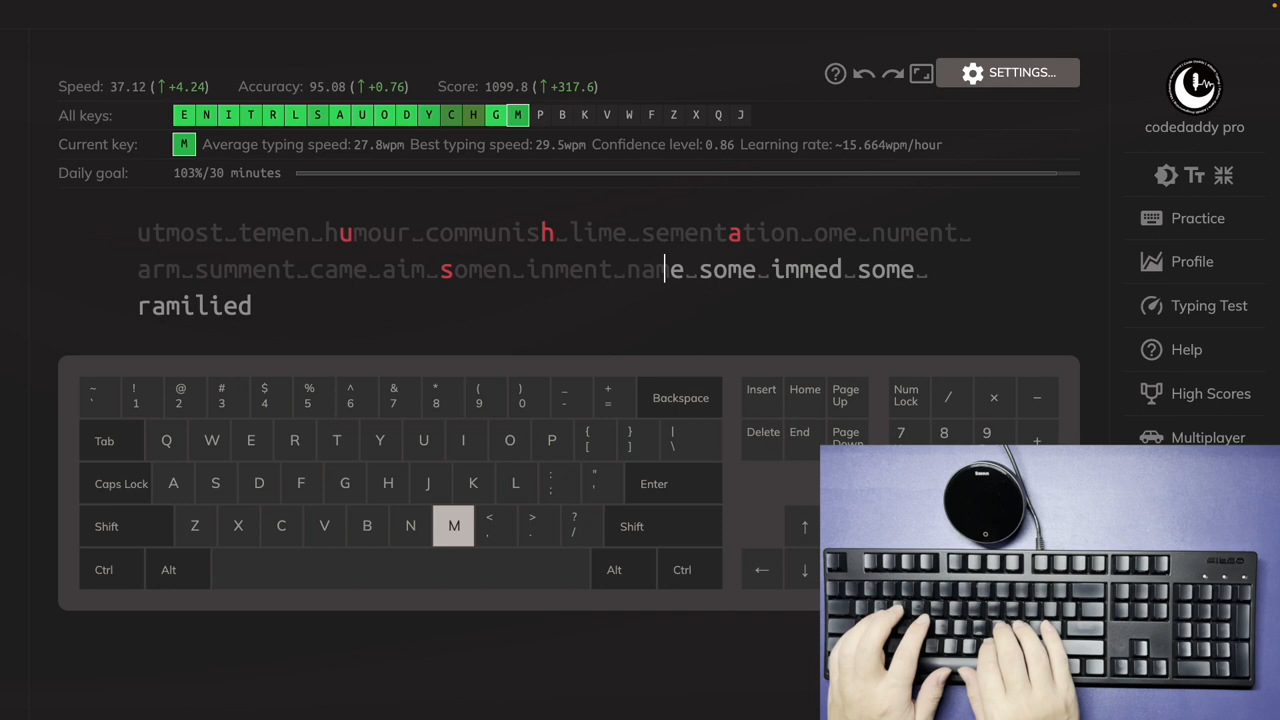 Speed: 37.12 (↑+4.24) Accuracy: 95.08 (↑+0.76) Score: 1099.8 (↑+317.6)
SETTINGS...
All keys: E N I T R L S A U O D Y C H G M P B K V W F Z X Q J
Current key: M Average typing speed: 27.8wpm Best typing speed: 29.5wpm Confidence level: 0.86 Learning rate: ~15.664wpm/hour
Daily goal: 103%/30 minutes
codedaddy pro
Practice
Profile
Typing Test
Help
High Scores
Multiplayer
utmost␣temen␣humour␣communish␣lime␣sementation␣ome␣nument␣
arm␣summent␣came␣aim␣somen␣inment␣name␣some␣immed␣some␣
ramilied
~ ! @ # $ % ^ & * ( ) _ +
` 1 2 3 4 5 6 7 8 9 0 - = Backspace
Insert Home Page Up Num Lock / × −
Tab Q W E R T Y U I O P { [ } ] | \
Delete End Page Down 7 8 9 +
Caps Lock A S D F G H J K L : ; " ' Enter
Shift Z X C V B N M < , > . ? / Shift ↑
Ctrl Alt Alt Ctrl ← ↓